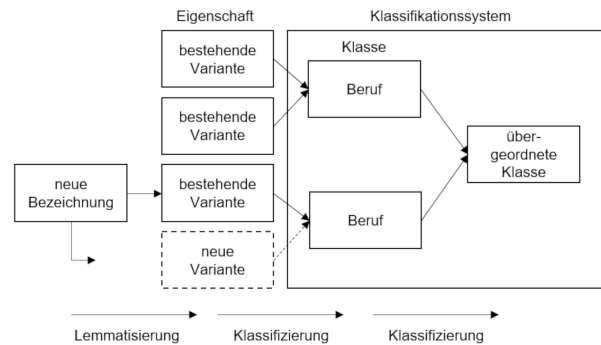 Eigenschaft
Klassifikationssystem
bestehende
Variante
Klasse
Beruf
bestehende
Variante
über-
geordnete
Klasse
neue
Bezeichnung
bestehende
Variante
Beruf
neue
Variante
Lemmatisierung
Klassifizierung
Klassifizierung